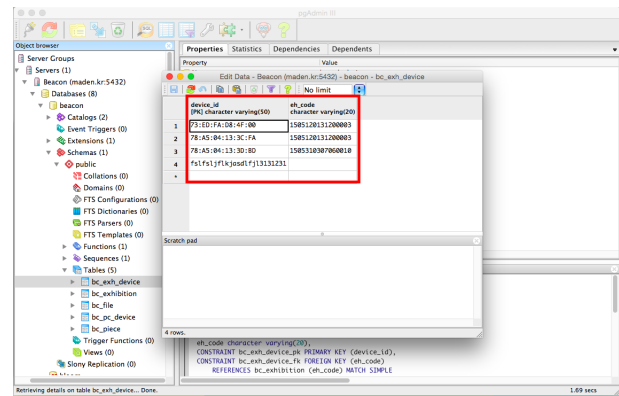 pgAdmin III
Object browser
Server Groups
Servers (1)
Beacon (maden.kr:5432)
Databases (8)
beacon
Catalogs (2)
Event Triggers (0)
Extensions (1)
Schemas (1)
public
Collations (0)
Domains (0)
FTS Configurations (0)
FTS Dictionaries (0)
FTS Parsers (0)
FTS Templates (0)
Functions (1)
Sequences (1)
Tables (5)
bc_exh_device
bc_exhibition
bc_file
bc_pc_device
bc_piece
Trigger Functions (0)
Views (0)
Slony Replication (0)
Properties Statistics Dependencies Dependents
Property Value
Edit Data - Beacon (maden.kr:5432) - beacon - bc_exh_device
No limit
device_id eh_code
[PK] character varying(50) character varying(20)
1 73:ED:FA:D8:4F:00 1505120131200003
2 78:A5:04:13:3C:FA 1505120131200003
3 78:A5:04:13:3D:BD 1505310307060010
4 fslfsljflkjasdlfjl3131231
*
Scratch pad
4 rows.
eh_code character varying(20),
CONSTRAINT bc_exh_device_pk PRIMARY KEY (device_id),
CONSTRAINT bc_exh_device_fk FOREIGN KEY (eh_code)
REFERENCES bc_exhibition (eh_code) MATCH SIMPLE
Retrieving details on table bc_exh_device... Done. 1.69 secs